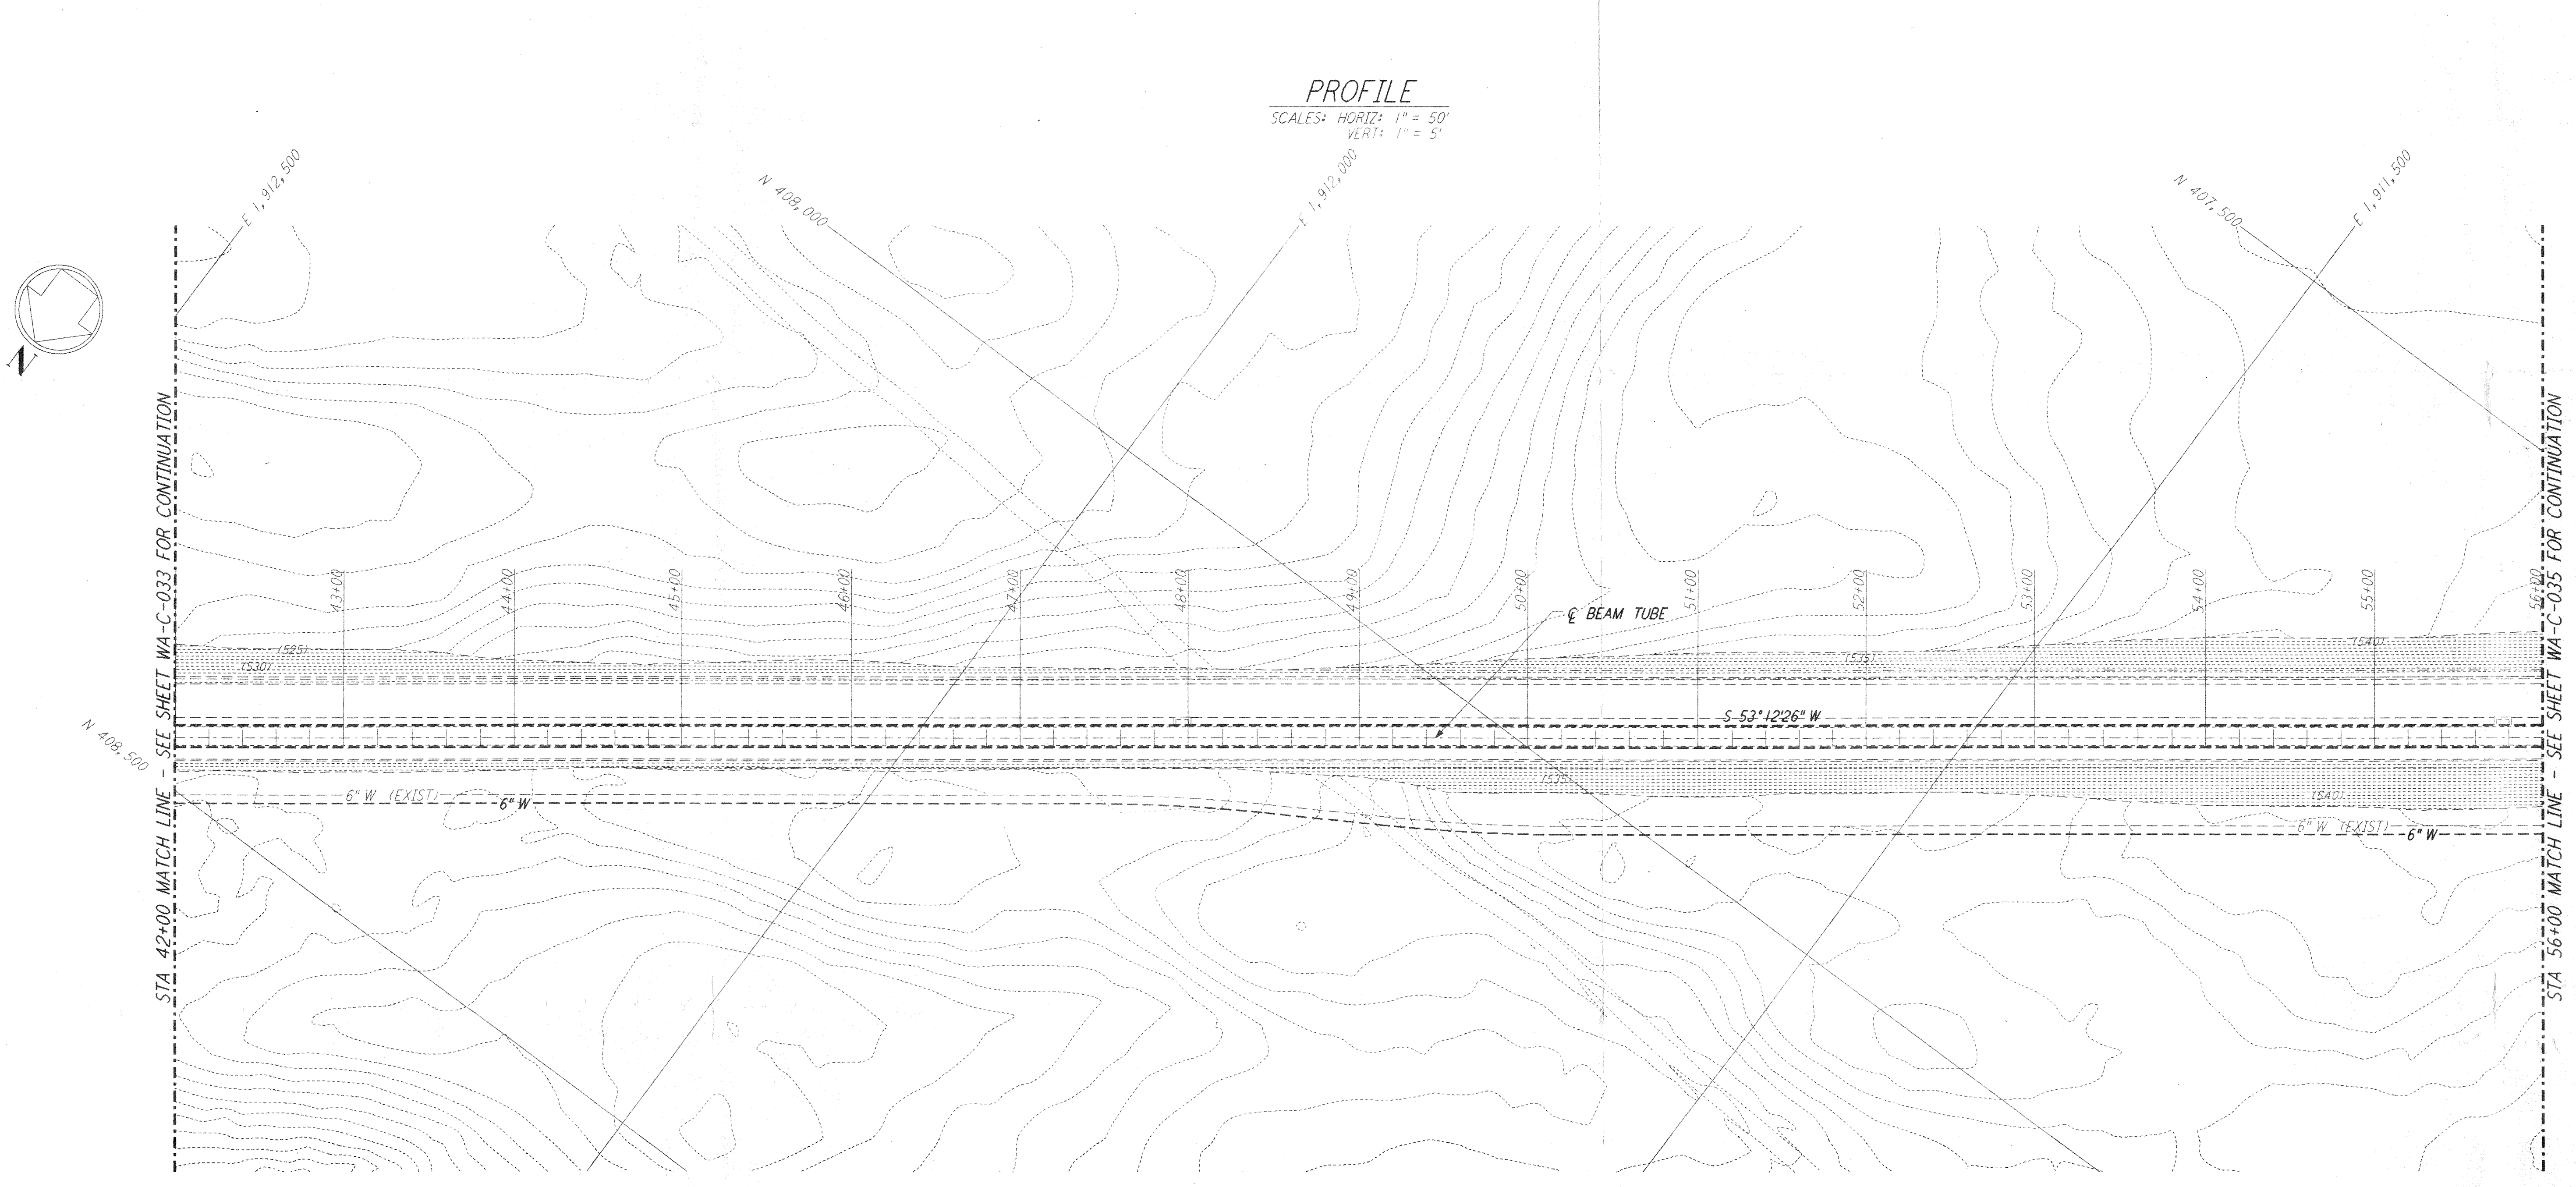 PROFILE
SCALES: HORIZ: 1" = 50'
VERT: 1" = 5'
E 1,912,500
N 408,000
E 1,912,000
N 407,500
E 1,911,500
N
STA 42+00 MATCH LINE - SEE SHEET WA-C-033 FOR CONTINUATION
43+00
44+00
45+00
46+00
47+00
48+00
49+00
50+00
51+00
52+00
53+00
54+00
55+00
56+00
STA 56+00 MATCH LINE - SEE SHEET WA-C-035 FOR CONTINUATION
℄ BEAM TUBE
(525)
(530)
(535)
(540)
S 53°12'26" W
N 408,500
(535)
(540)
6" W (EXIST)
6" W
6" W (EXIST)
6" W